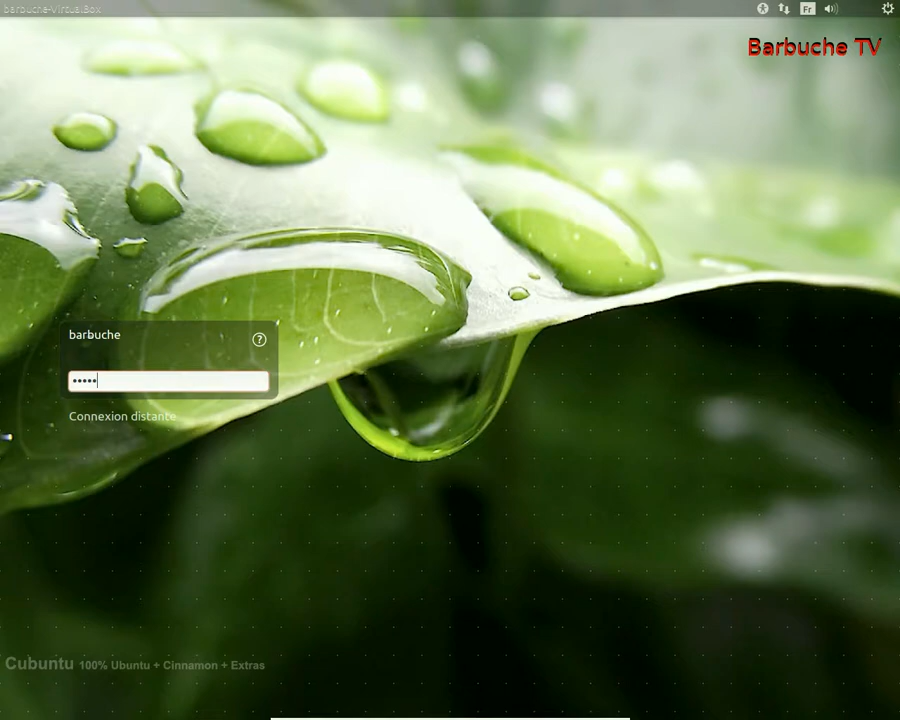 barbuche-VirtualBox
Fr
Barbuche TV
barbuche
?
Connexion distante
Cubuntu 100% Ubuntu + Cinnamon + Extras